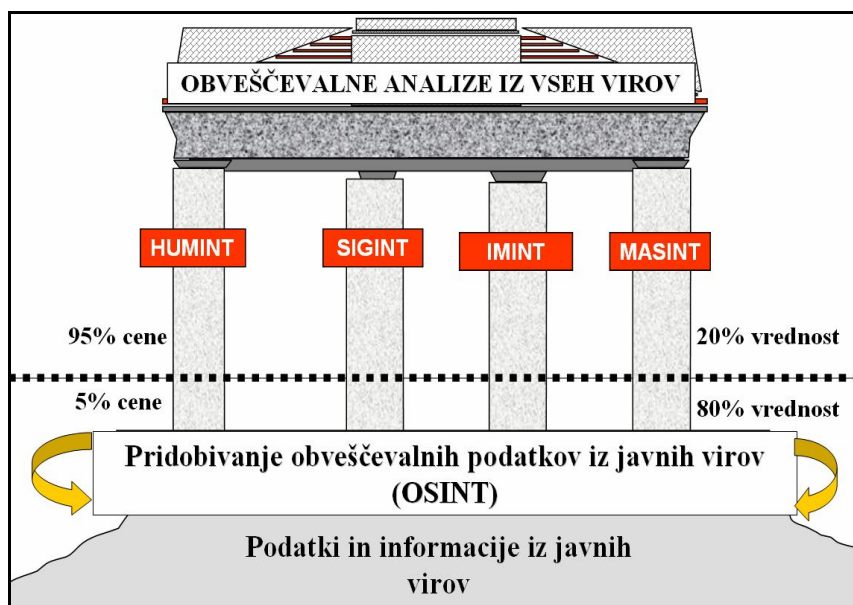 OBVEŠČEVALNE ANALIZE IZ VSEH VIROV
HUMINT
SIGINT
IMINT
MASINT
95% cene
20% vrednost
5% cene
80% vrednost
Pridobivanje obveščevalnih podatkov iz javnih virov
(OSINT)
Podatki in informacije iz javnih
virov